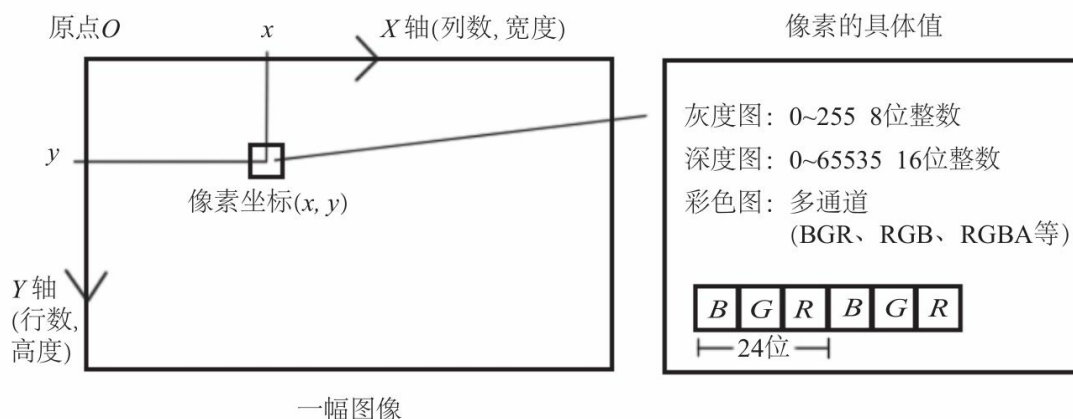 原点O
x
X 轴(列数, 宽度)
像素的具体值
y
像素坐标(x, y)
Y 轴
(行数,
高度)
灰度图: 0~255 8位整数
深度图: 0~65535 16位整数
彩色图: 多通道
(BGR、RGB、RGBA等)
B G R B G R
24位
一幅图像